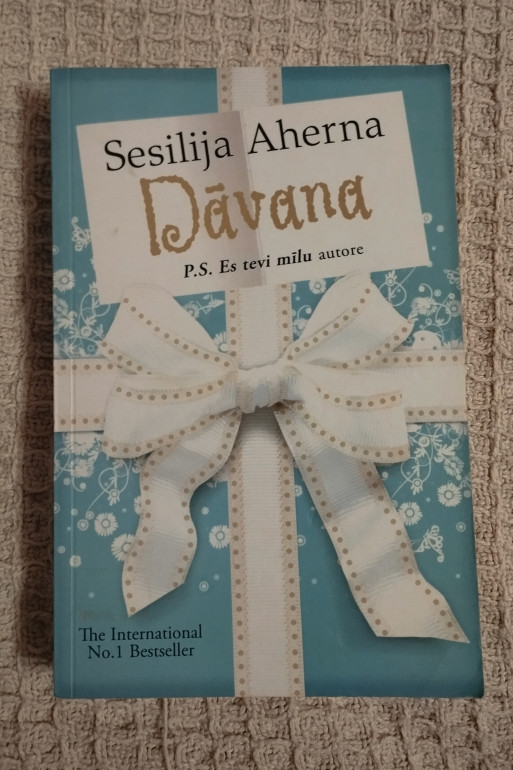 Sesilija Aherna
Dāvana
P.S. Es tevi mīlu autore
The International
No.1 Bestseller